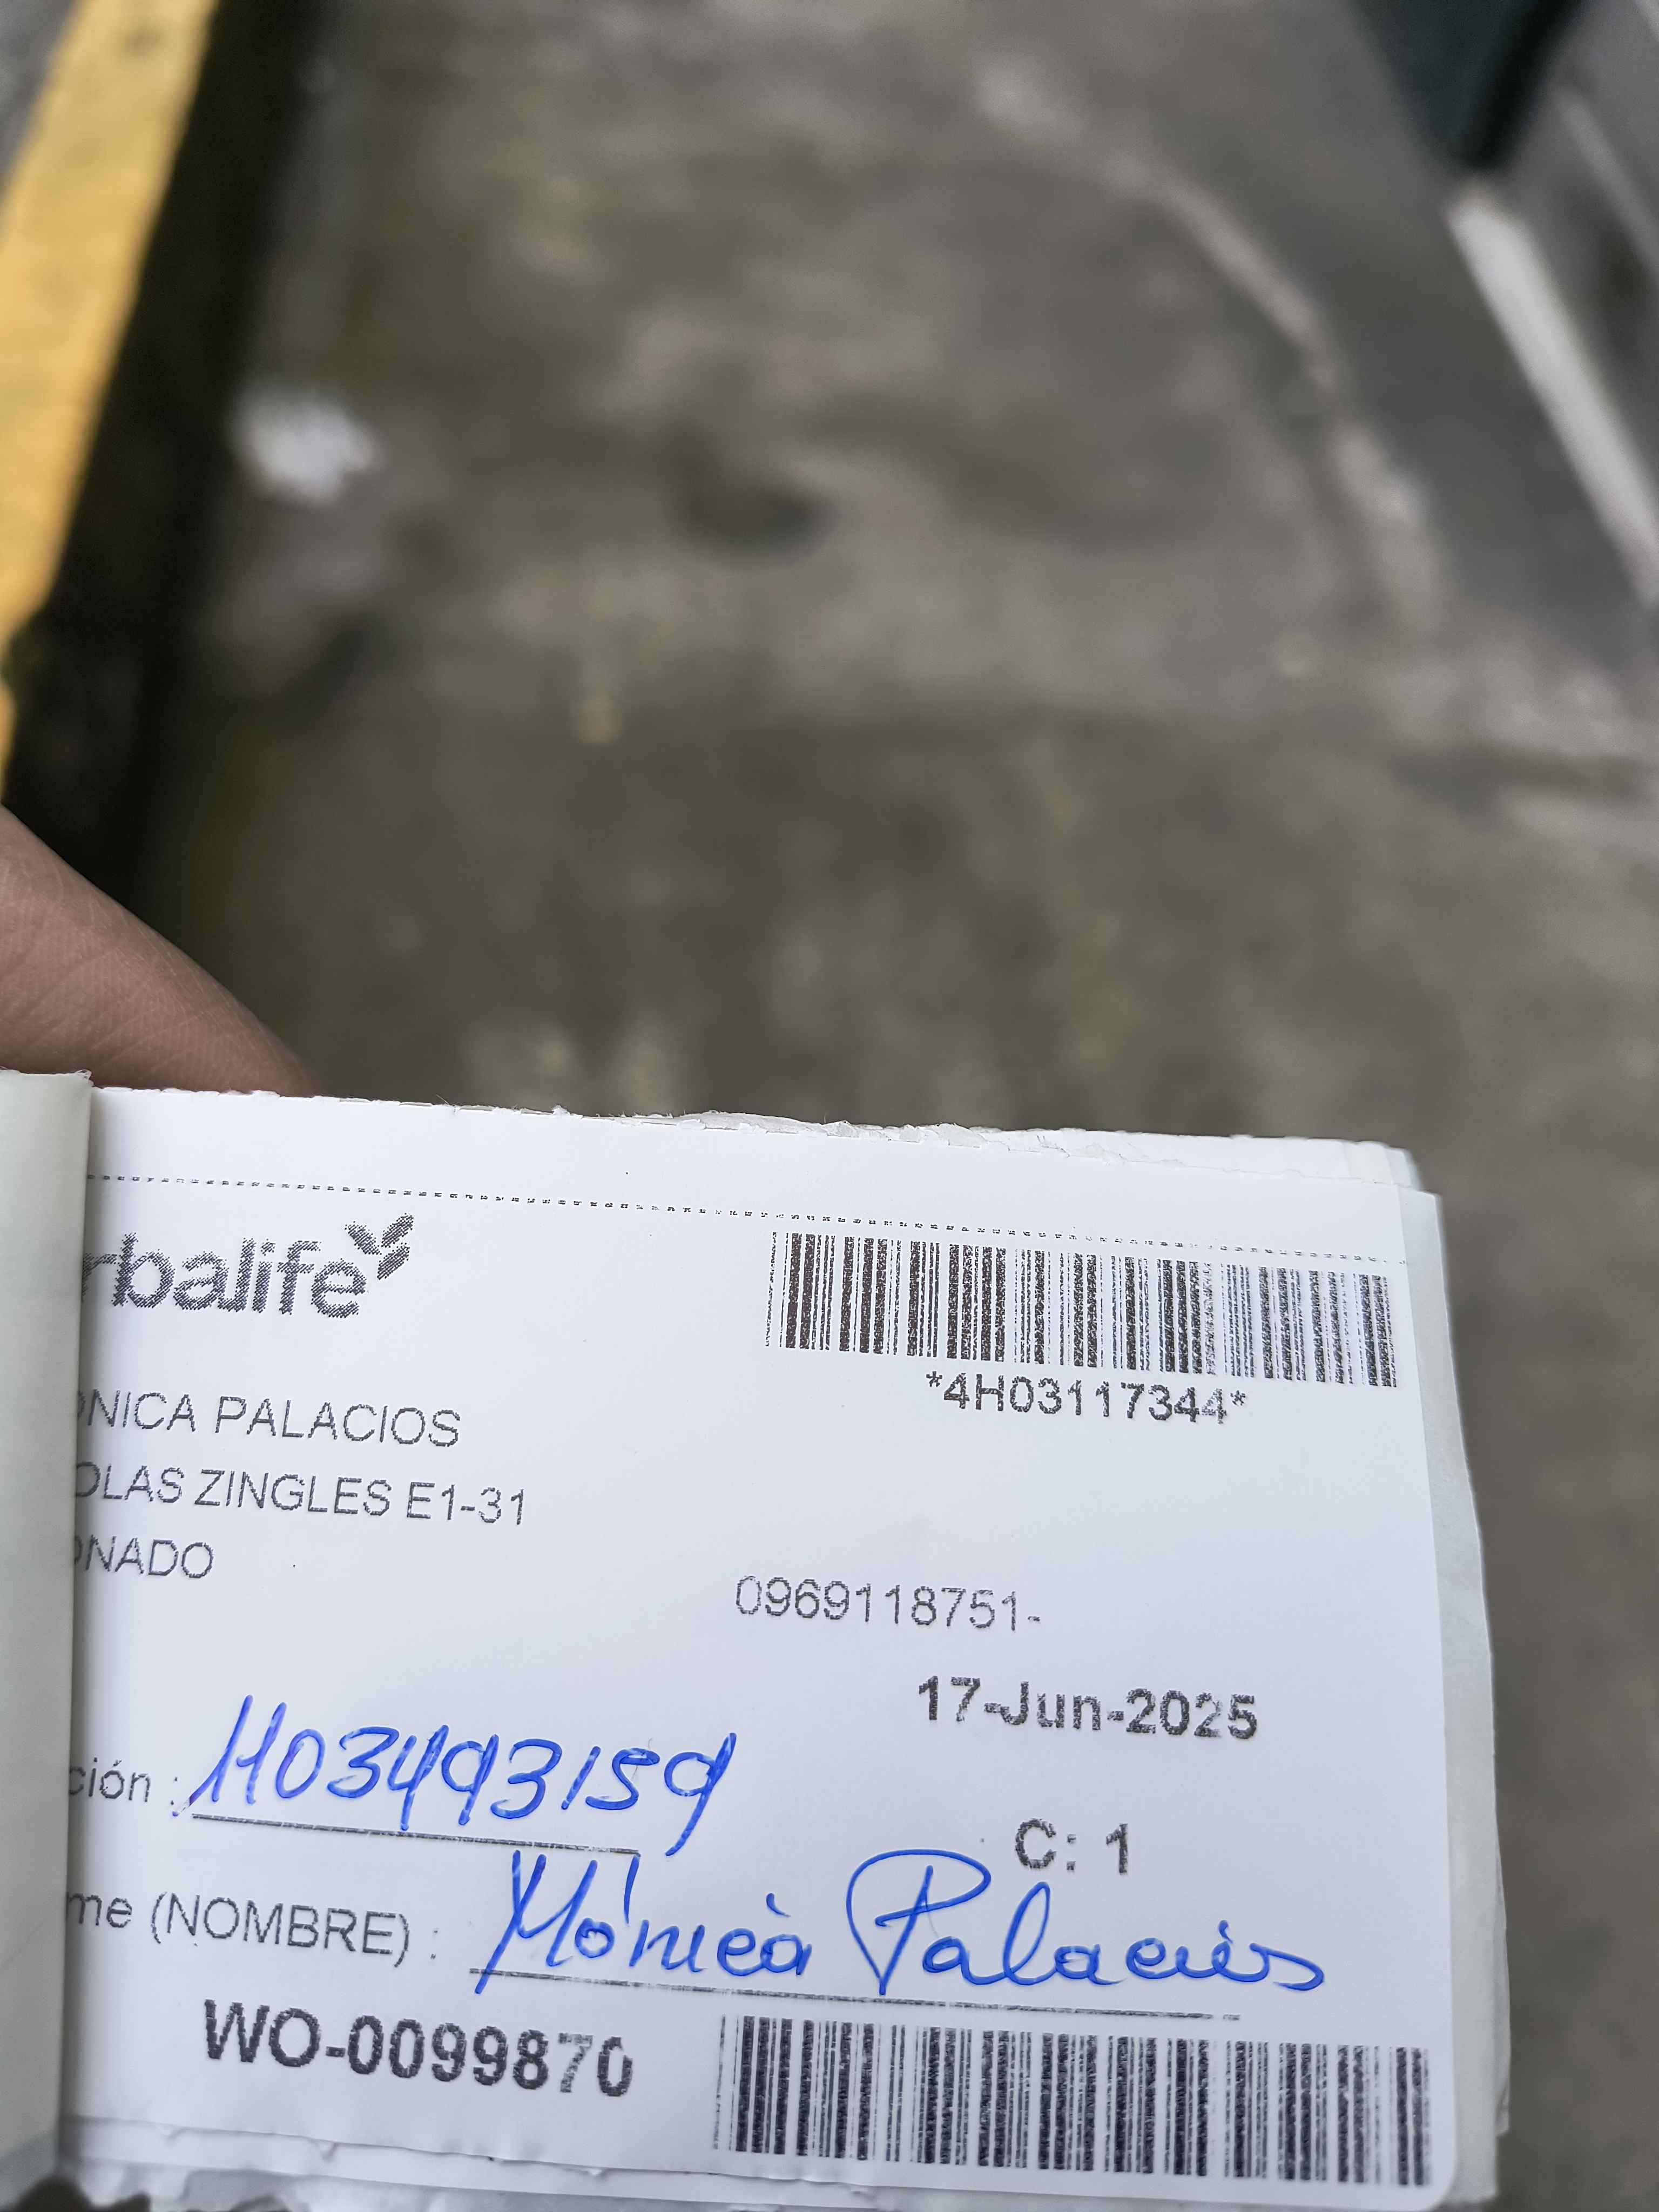 rbalife
*4H03117344*
ONICA PALACIOS
OLAS ZINGLES E1-31
ONADO
0969118751-
17-Jun-2025
ción : 1103493159
C: 1
me (NOMBRE) : Mónica Palacios
WO-0099870